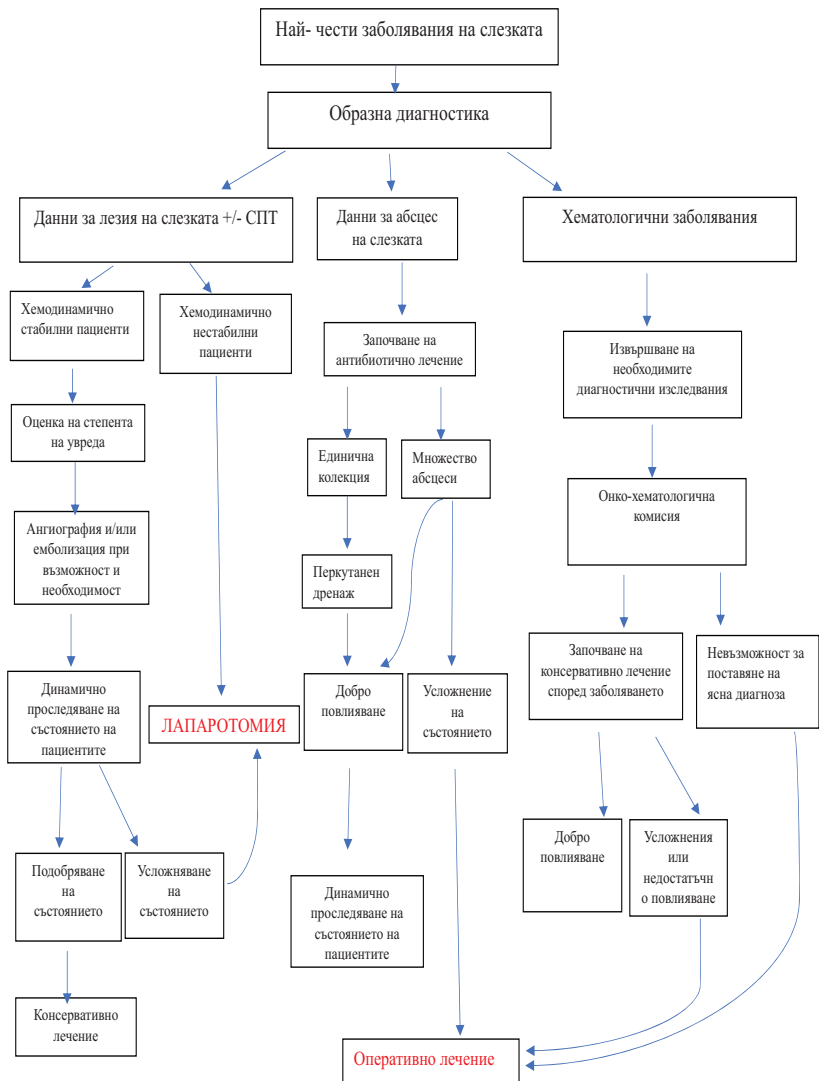 Най- чести заболявания на слезката
Образна диагностика
Данни за лезия на слезката +/- СПТ
Данни за абсцес
на слезката
Хематологични заболявания
Хемодинамично
стабилни пациенти
Хемодинамично
нестабилни
пациенти
Започване на
антибиотично лечение
Извършване на
необходимите
диагностични изследвания
Оценка на степента
на увреда
Единична
колекция
Множество
абсцеси
Онко-хематологична
комисия
Ангиография и/или
емболизация при
възможност и
необходимост
Перкутанен
дренаж
Започване на
консервативно лечение
според заболяването
Невъзможност за
поставяне на
ясна диагноза
Динамично
проследяване на
състоянието на
пациентите
ЛАПАРОТОМИЯ
Добро
повлияване
Усложнение
на
състоянието
Подобряване
на
състоянието
Усложняване
на
състоянието
Динамично
проследяване на
състоянието на
пациентите
Добро
повлияване
Усложнения
или
недостатъчн
о повлияване
Консервативно
лечение
Оперативно лечение